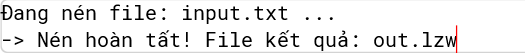 Đang nén file: input.txt ...
-> Nén hoàn tất! File kết quả: out.lzw